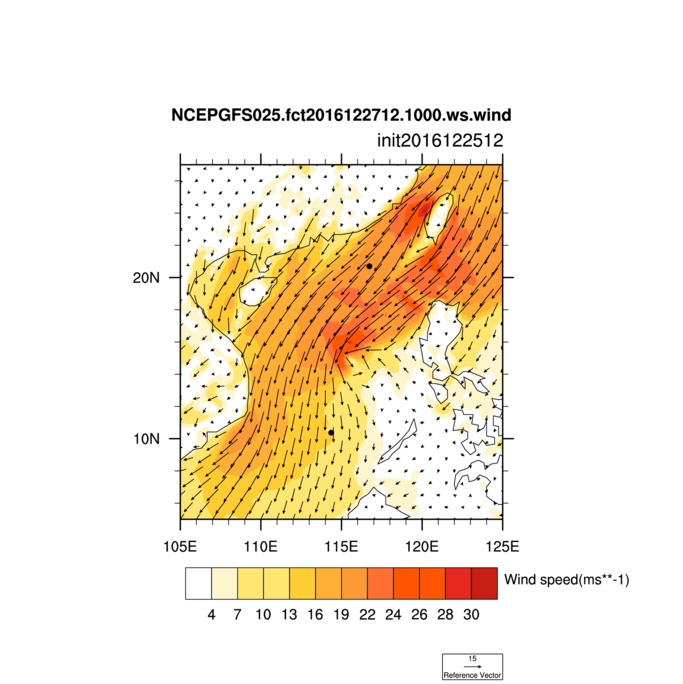 NCEPGFS025.fct2016122712.1000.ws.wind
init2016122512
20N
10N
105E 110E 115E 120E 125E
Wind speed(ms**-1)
4 7 10 13 16 19 22 24 26 28 30
15
Reference Vector